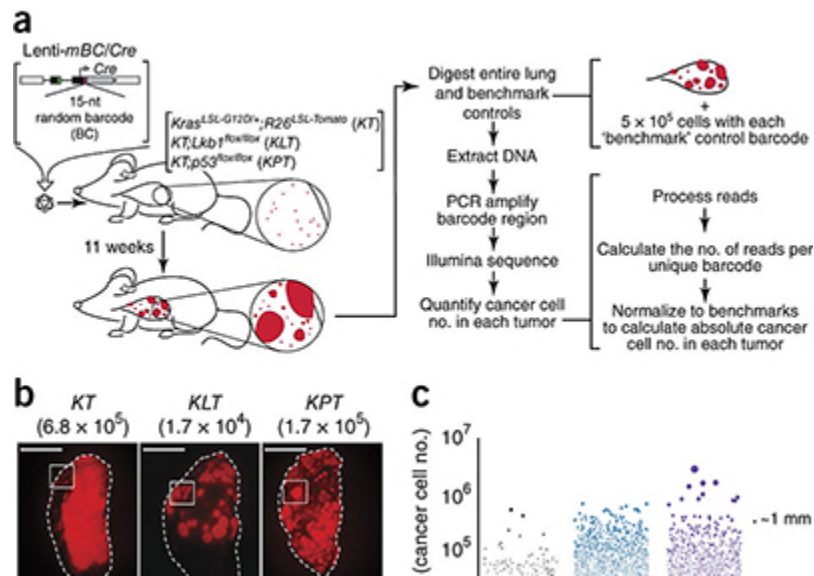 a
Lenti-mBC/Cre
Cre
15-nt
random barcode
(BC)
Kras^LSL-G12D/+;R26^LSL-Tomato (KT)
KT;Lkb1^flox/flox (KLT)
KT;p53^flox/flox (KPT)
11 weeks
Digest entire lung
and benchmark
controls
Extract DNA
PCR amplify
barcode region
Illumina sequence
Quantify cancer cell
no. in each tumor
+
5 × 10^5 cells with each
'benchmark' control barcode
Process reads
Calculate the no. of reads per
unique barcode
Normalize to benchmarks
to calculate absolute cancer
cell no. in each tumor
b
KT
(6.8 × 10^5)
KLT
(1.7 × 10^4)
KPT
(1.7 × 10^5)
c
(cancer cell no.)
10^7
10^6
10^5
~1 mm